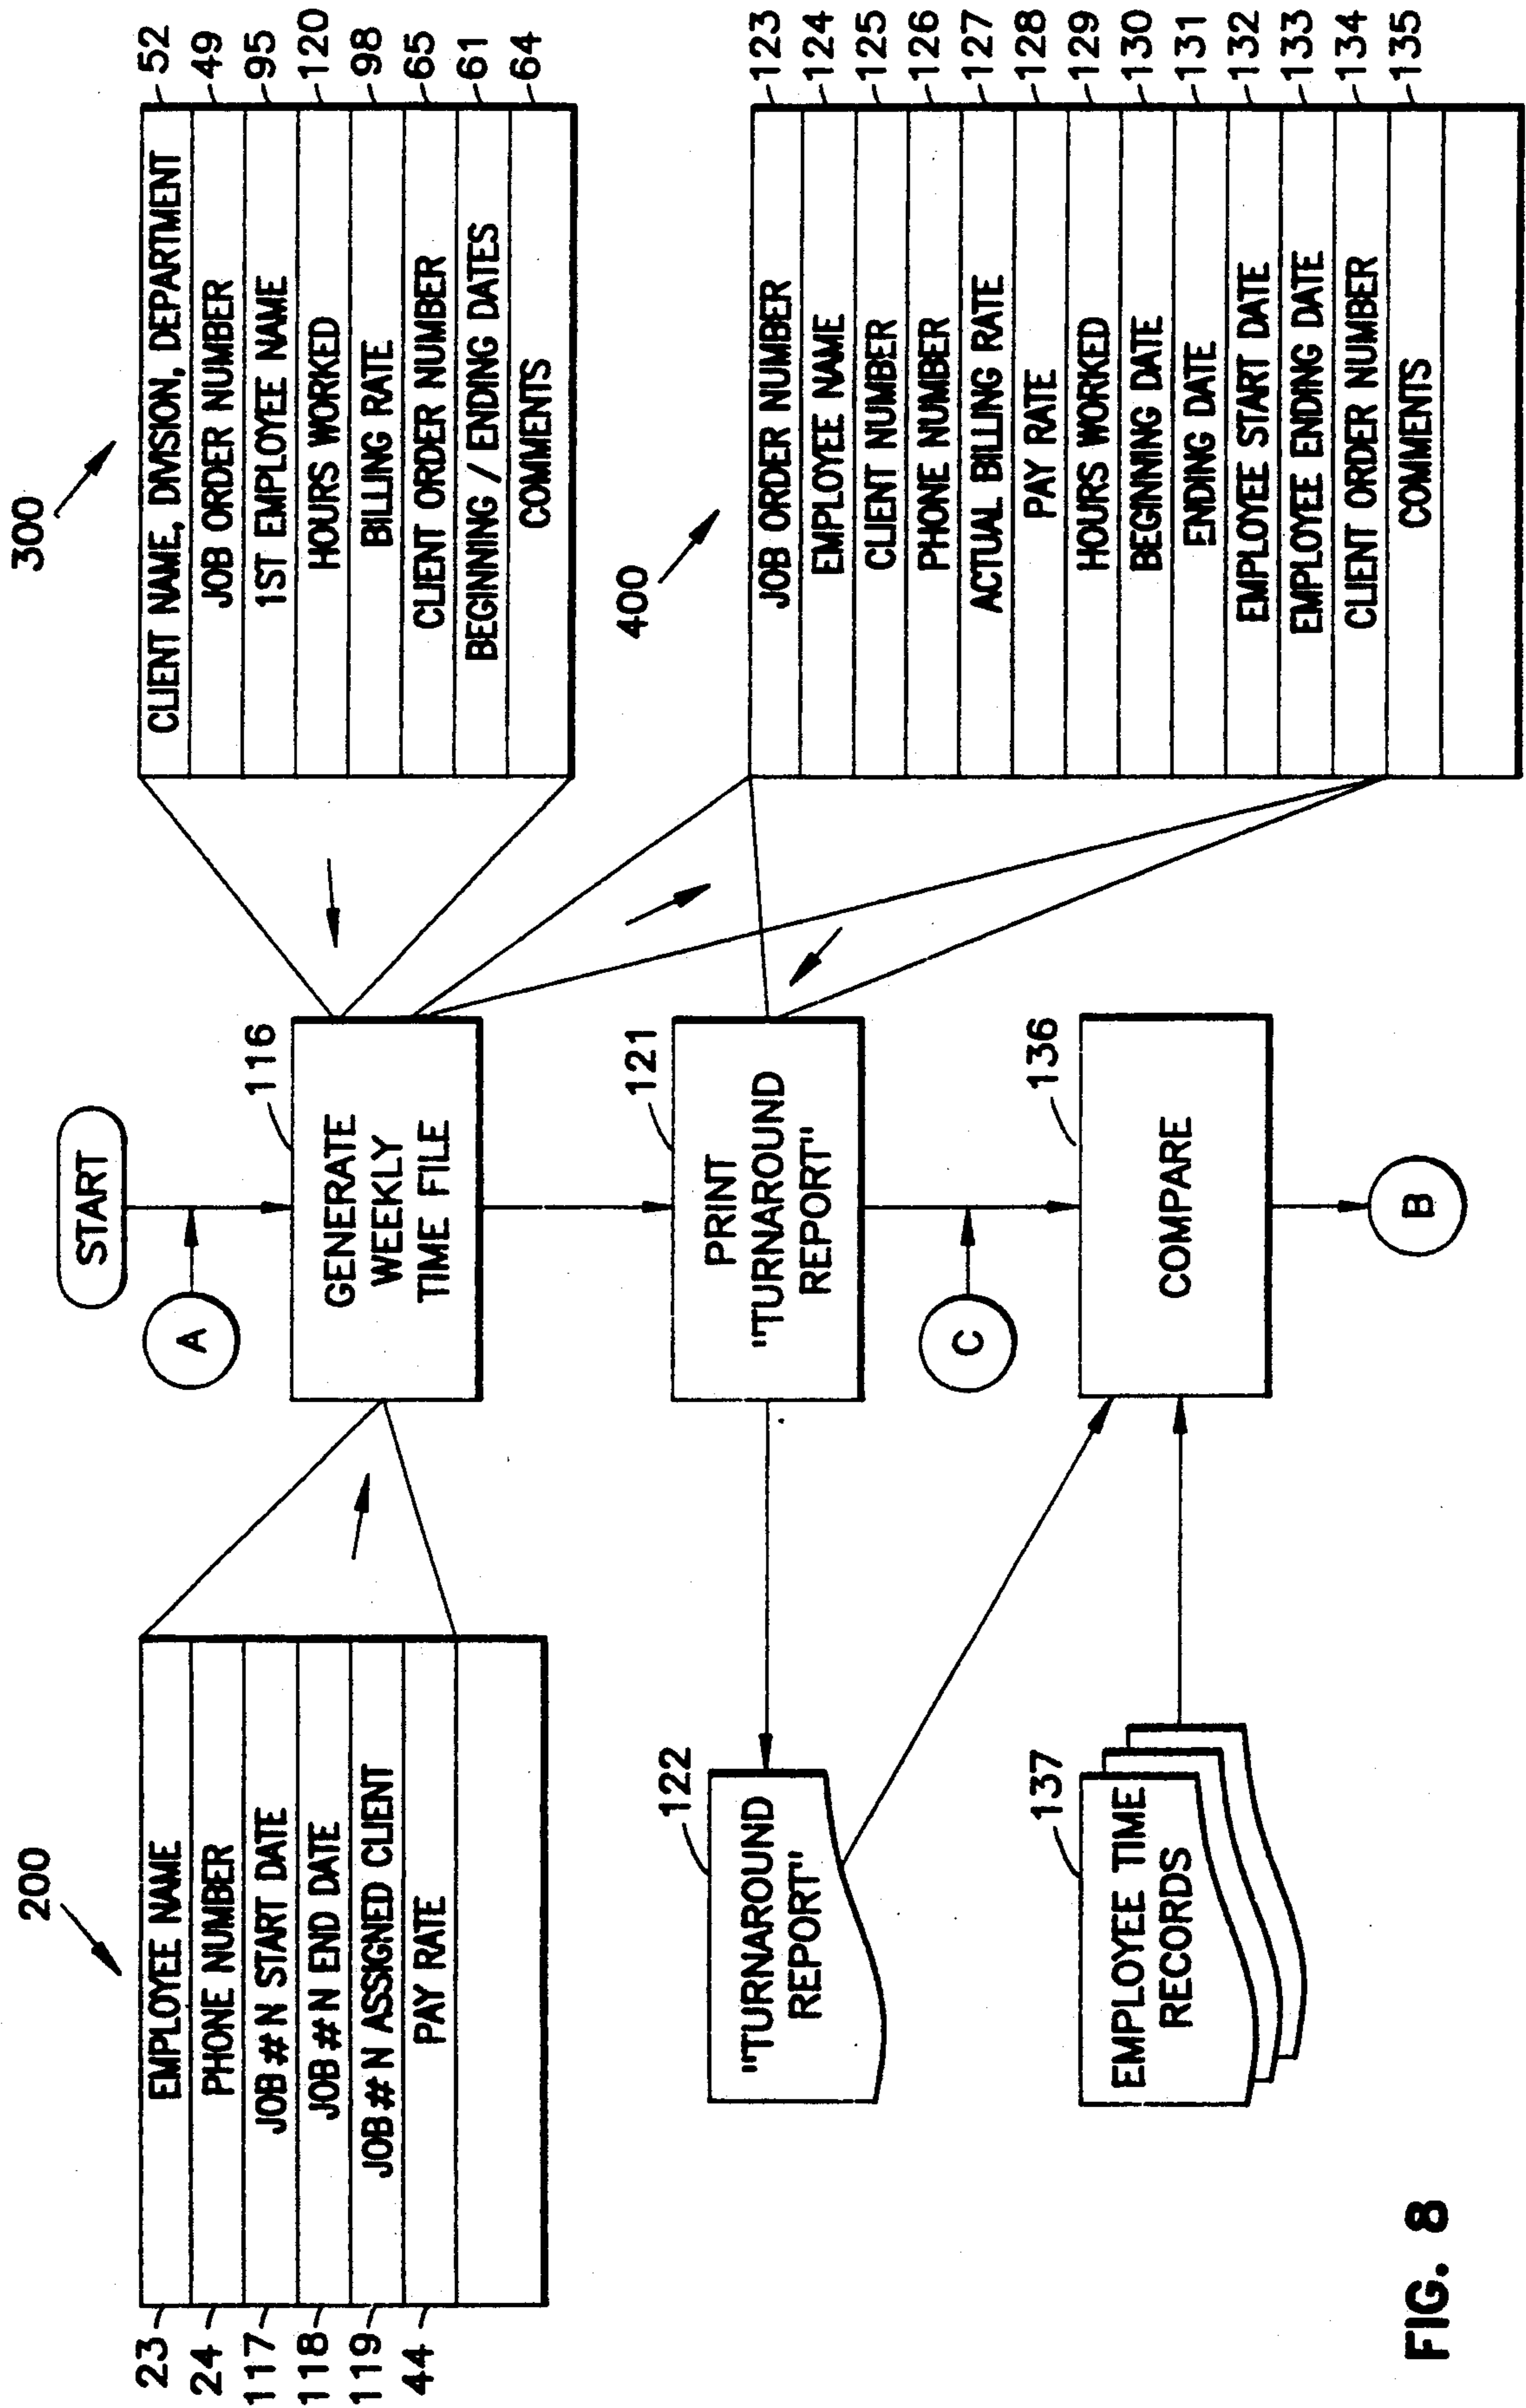 200
23
EMPLOYEE NAME
24
PHONE NUMBER
117
JOB # N START DATE
118
JOB # N END DATE
119
JOB # N ASSIGNED CLIENT
44
PAY RATE
START
A
116
GENERATE
WEEKLY
TIME FILE
300
CLIENT NAME, DIVISION, DEPARTMENT
52
JOB ORDER NUMBER
49
1ST EMPLOYEE NAME
95
HOURS WORKED
120
BILLING RATE
98
CLIENT ORDER NUMBER
65
BEGINNING / ENDING DATES
61
COMMENTS
64
122
"TURNAROUND
REPORT"
121
PRINT
"TURNAROUND
REPORT"
400
JOB ORDER NUMBER
123
EMPLOYEE NAME
124
CLIENT NUMBER
125
PHONE NUMBER
126
ACTUAL BILLING RATE
127
PAY RATE
128
HOURS WORKED
129
BEGINNING DATE
130
ENDING DATE
131
EMPLOYEE START DATE
132
EMPLOYEE ENDING DATE
133
CLIENT ORDER NUMBER
134
COMMENTS
135
C
137
EMPLOYEE TIME
RECORDS
136
COMPARE
B
FIG. 8